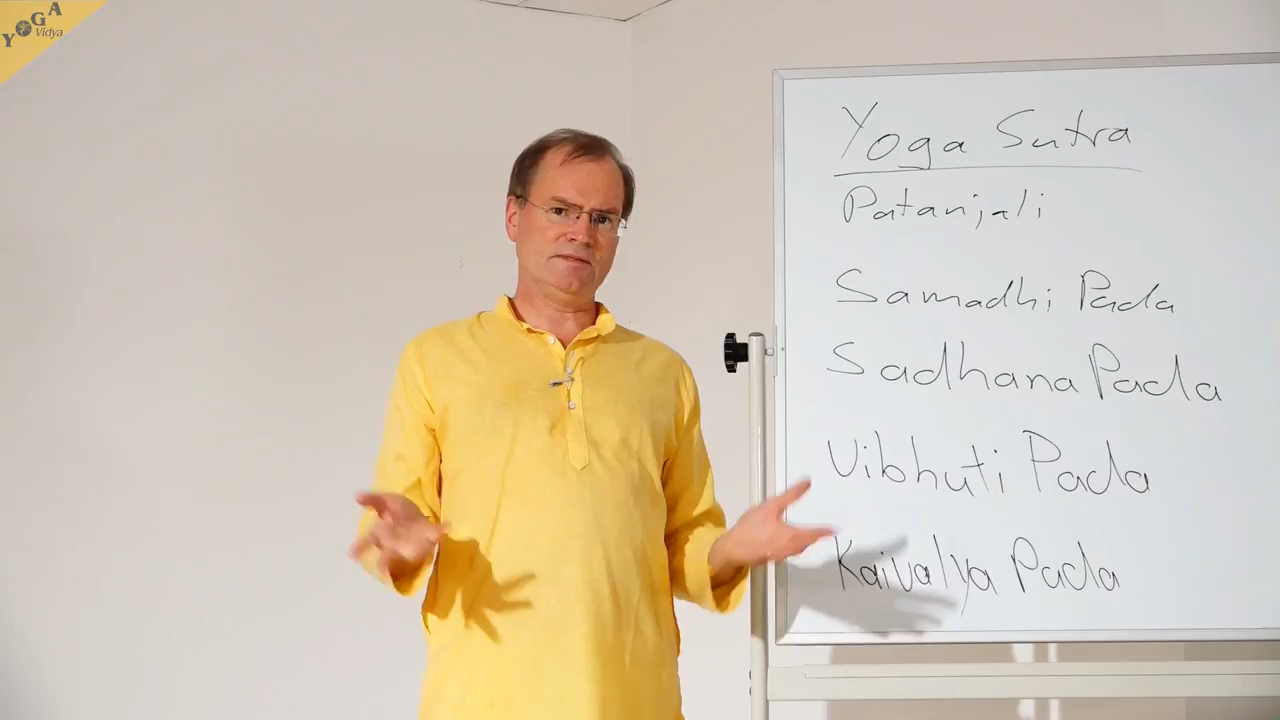 YOGA
Vidya
Yoga Sutra
Patanjali
Samadhi Pada
Sadhana Pada
Vibhuti Pada
Kaivalya Pada